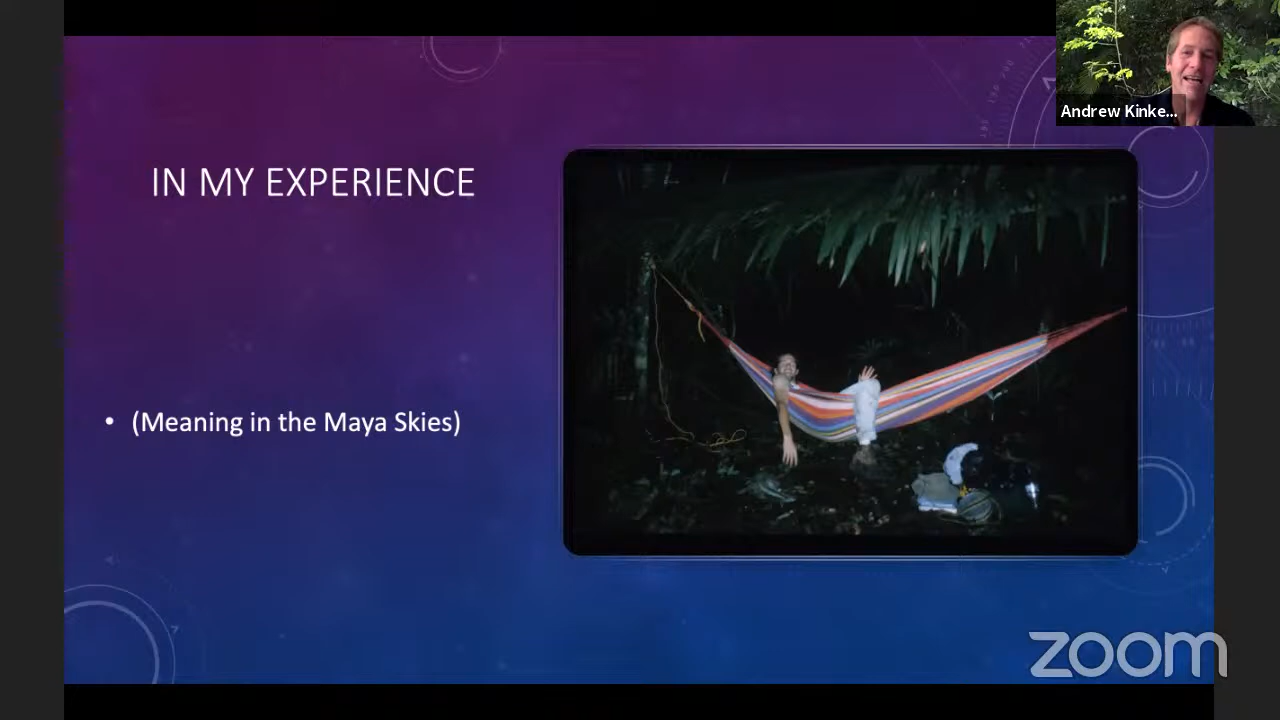 Andrew Kinke...
IN MY EXPERIENCE
• (Meaning in the Maya Skies)
zoom